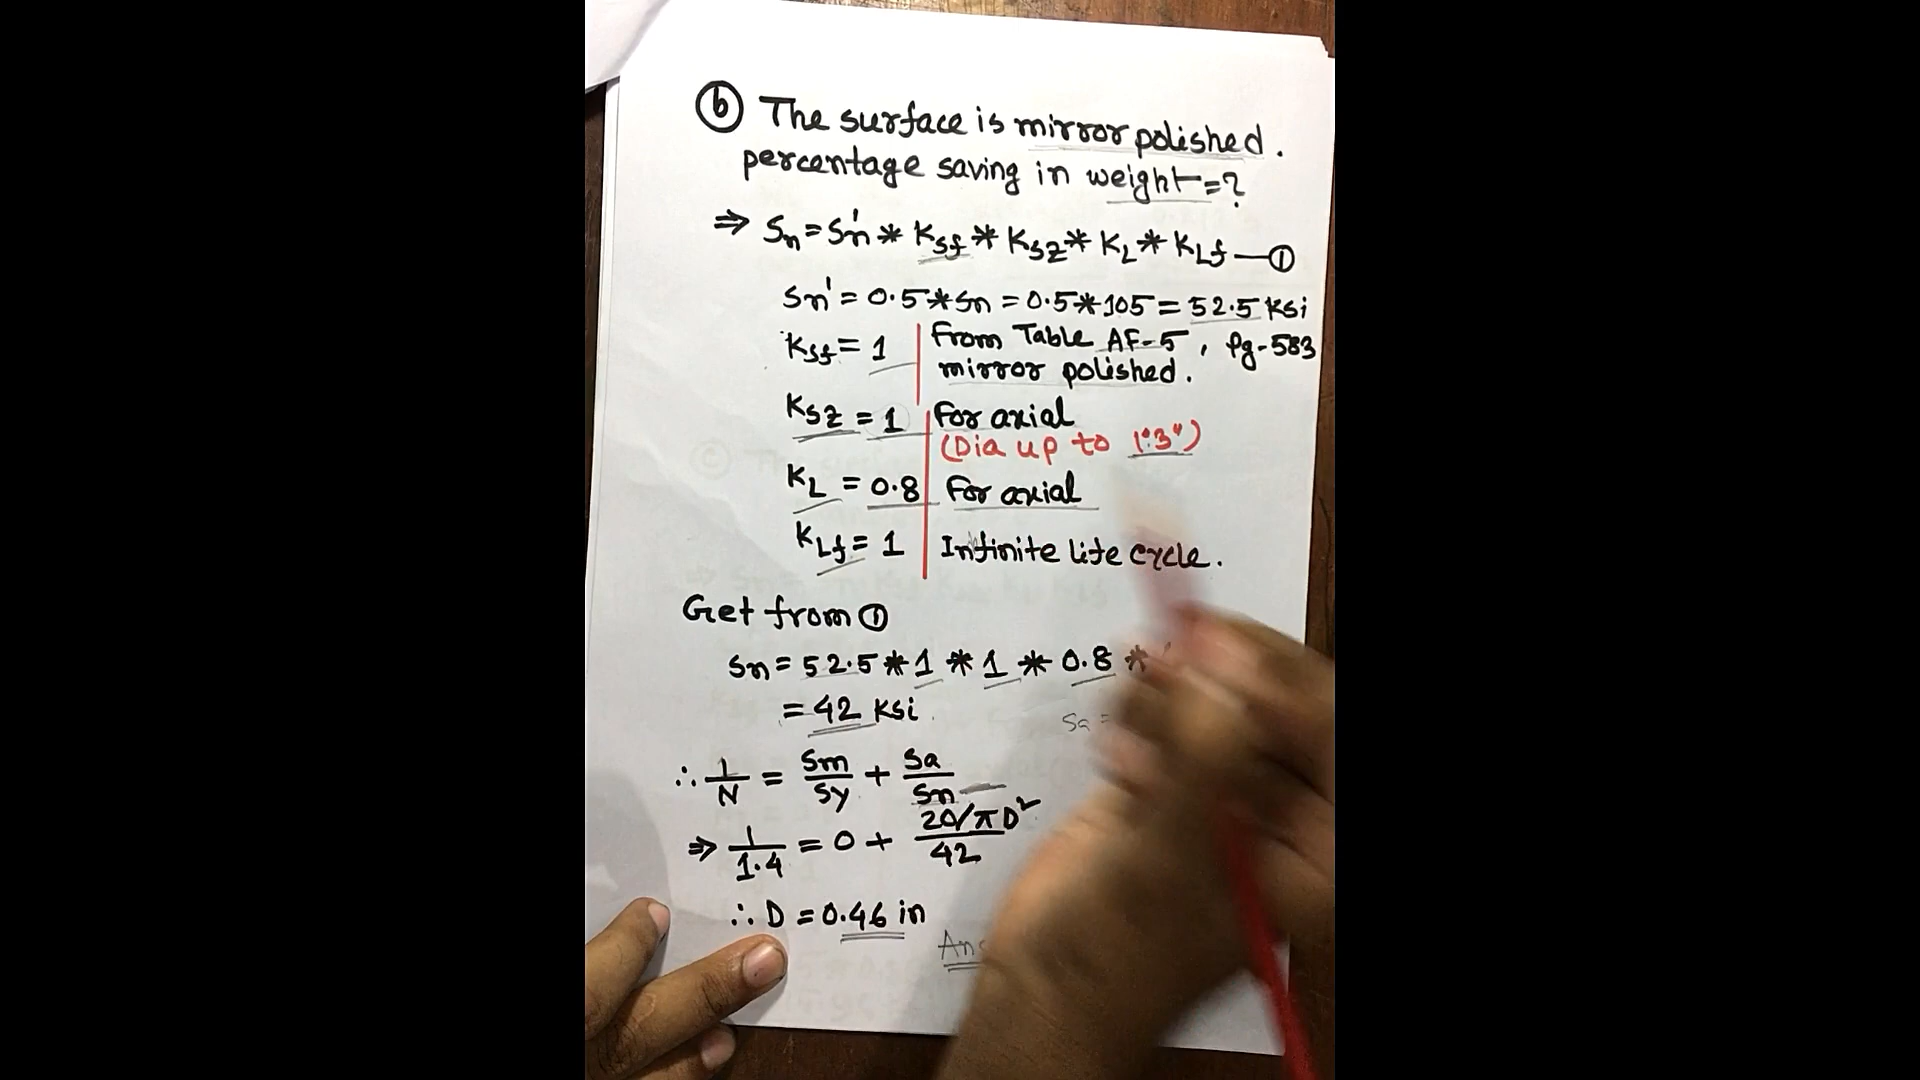 ⓑ The surface is mirror polished.
percentage saving in weight = ?
⇒ Sn = Sn' * Ksf * Ksz * KL * KLf — ①
Sn' = 0.5 * Sn = 0.5 * 105 = 52.5 Ksi
Ksf = 1 From Table AF-5, Pg-583
mirror polished.
Ksz = 1 For axial
(Dia up to 1.3")
KL = 0.8 For axial
KLf = 1 Infinite life cycle.
Get from ①
Sn = 52.5 * 1 * 1 * 0.8 *
= 42 Ksi
Sa =
∴ 1/N = Sm/Sy + Sa/Sn
⇒ 1/1.4 = 0 + (20/πD²)/42
∴ D = 0.46 in